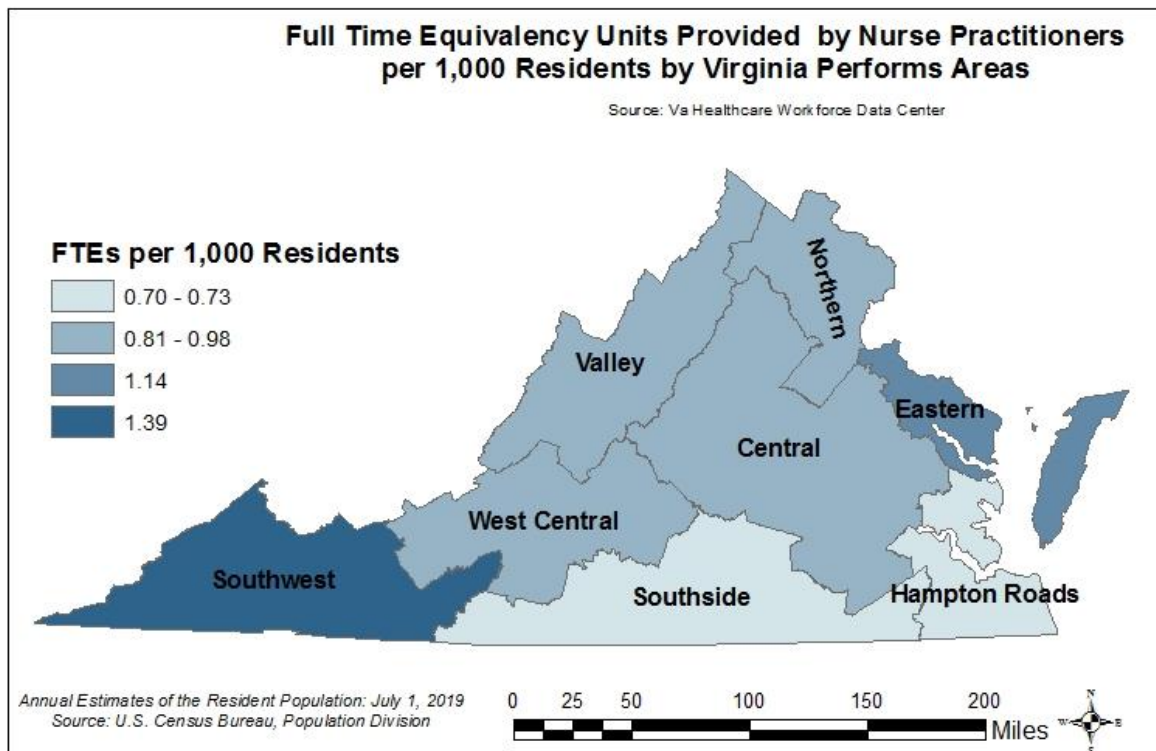 Full Time Equivalency Units Provided by Nurse Practitioners
per 1,000 Residents by Virginia Performs Areas
Source: Va Healthcare Workforce Data Center
FTEs per 1,000 Residents
0.70 - 0.73
0.81 - 0.98
1.14
1.39
Northern
Valley
Eastern
Central
West Central
Southwest
Southside
Hampton Roads
Annual Estimates of the Resident Population: July 1, 2019
Source: U.S. Census Bureau, Population Division
0 25 50 100 150 200
Miles
N
W E
S